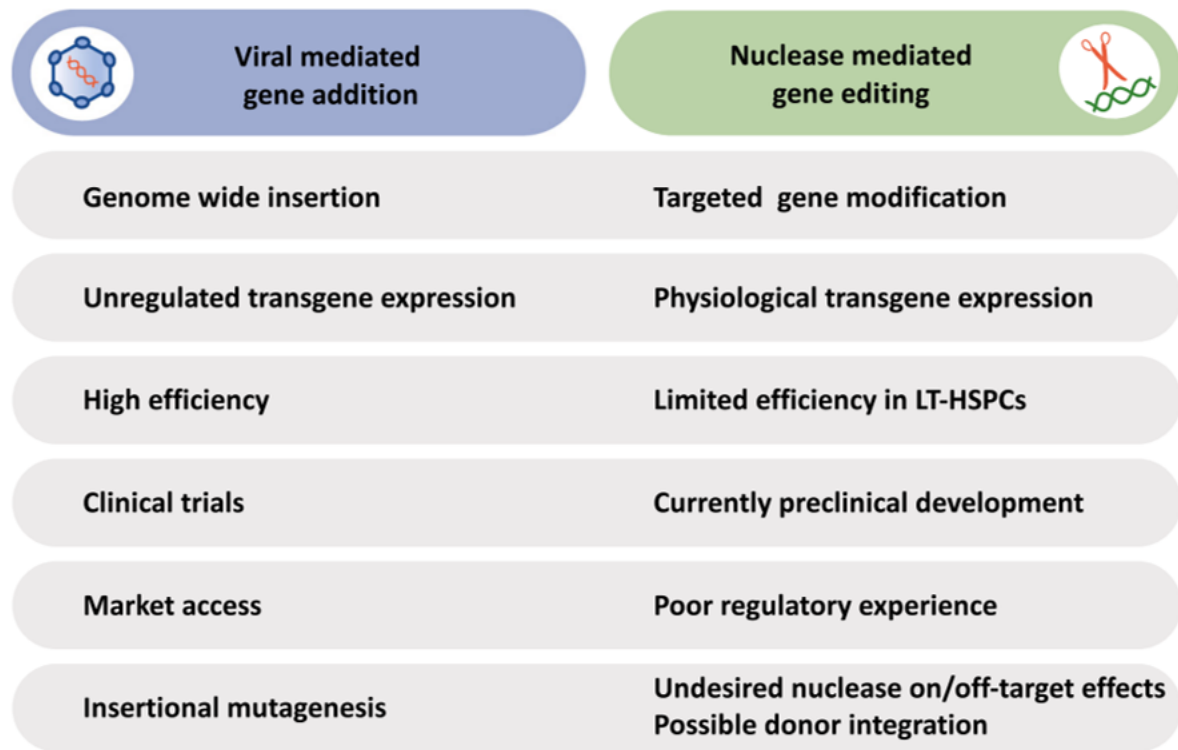 Viral mediated
gene addition
Nuclease mediated
gene editing
Genome wide insertion
Targeted gene modification
Unregulated transgene expression
Physiological transgene expression
High efficiency
Limited efficiency in LT-HSPCs
Clinical trials
Currently preclinical development
Market access
Poor regulatory experience
Insertional mutagenesis
Undesired nuclease on/off-target effects
Possible donor integration